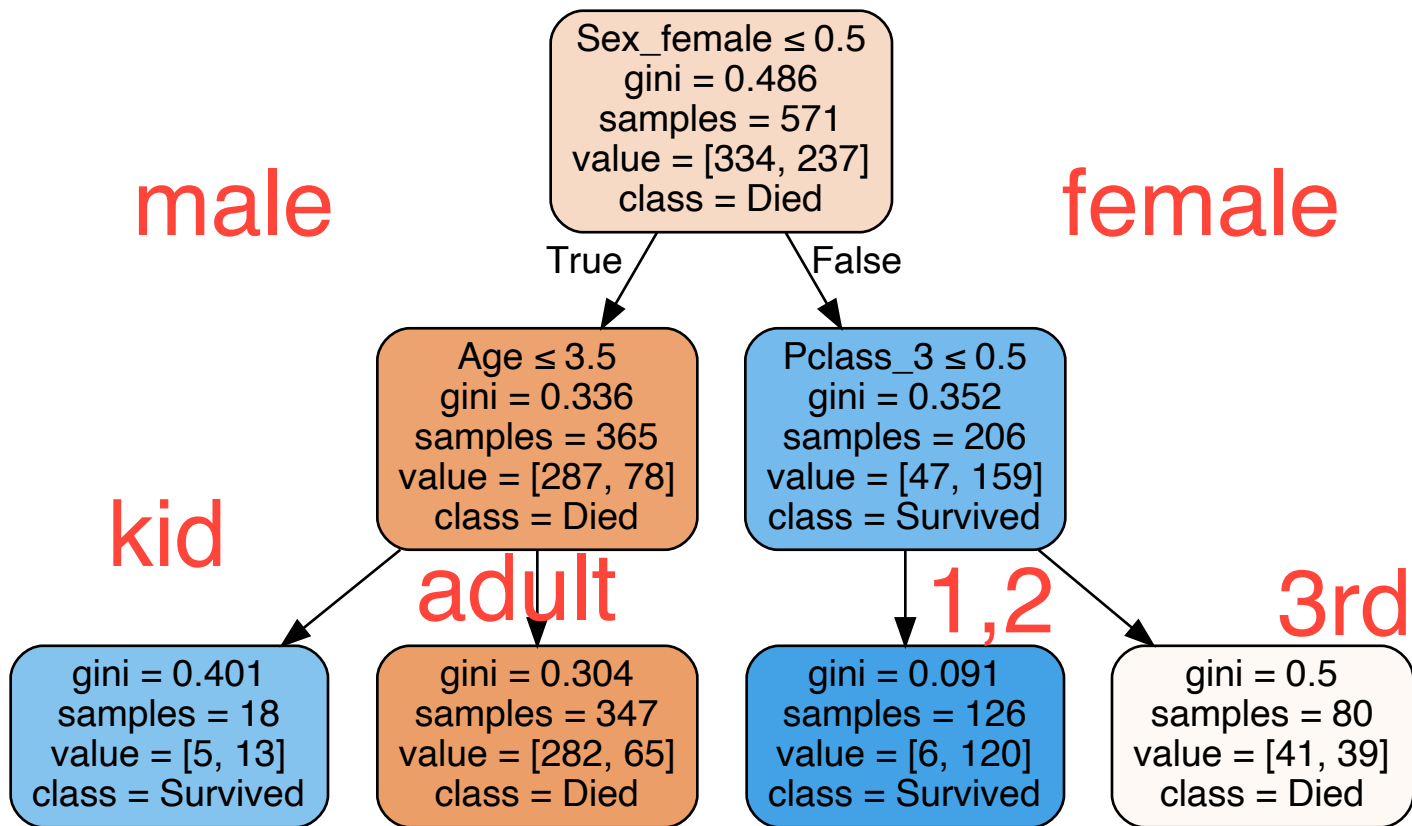 Sex_female ≤ 0.5
gini = 0.486
samples = 571
value = [334, 237]
class = Died
male
female
True
False
Age ≤ 3.5
gini = 0.336
samples = 365
value = [287, 78]
class = Died
Pclass_3 ≤ 0.5
gini = 0.352
samples = 206
value = [47, 159]
class = Survived
kid
adult
1,2
3rd
gini = 0.401
samples = 18
value = [5, 13]
class = Survived
gini = 0.304
samples = 347
value = [282, 65]
class = Died
gini = 0.091
samples = 126
value = [6, 120]
class = Survived
gini = 0.5
samples = 80
value = [41, 39]
class = Died